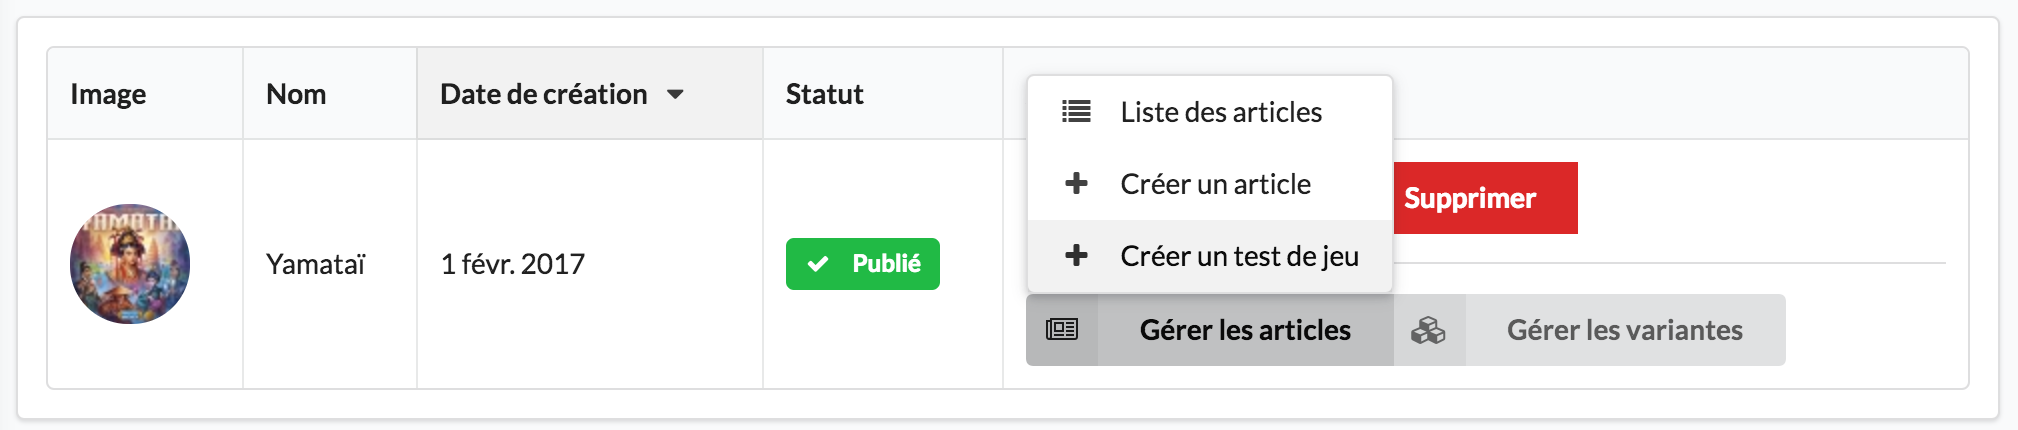 Image
Nom
Date de création
Statut
Liste des articles
Créer un article
Créer un test de jeu
Supprimer
YAMATA
Yamataï
1 févr. 2017
Publié
Gérer les articles
Gérer les variantes